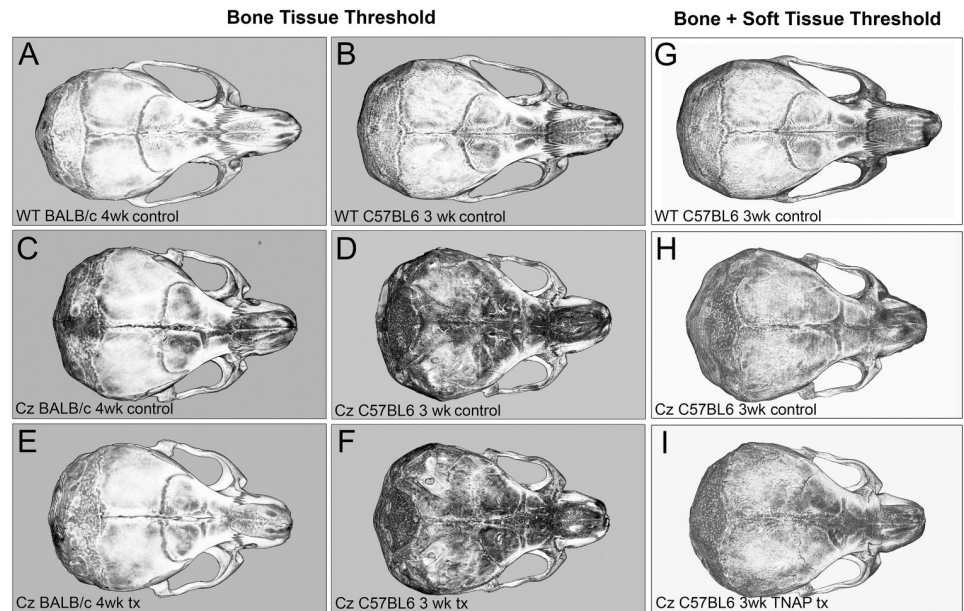 Bone Tissue Threshold
Bone + Soft Tissue Threshold
A
WT BALB/c 4wk control
B
WT C57BL6 3 wk control
G
WT C57BL6 3wk control
C
Cz BALB/c 4wk control
D
Cz C57BL6 3 wk control
H
Cz C57BL6 3wk control
E
Cz BALB/c 4wk tx
F
Cz C57BL6 3 wk tx
I
Cz C57BL6 3wk TNAP tx